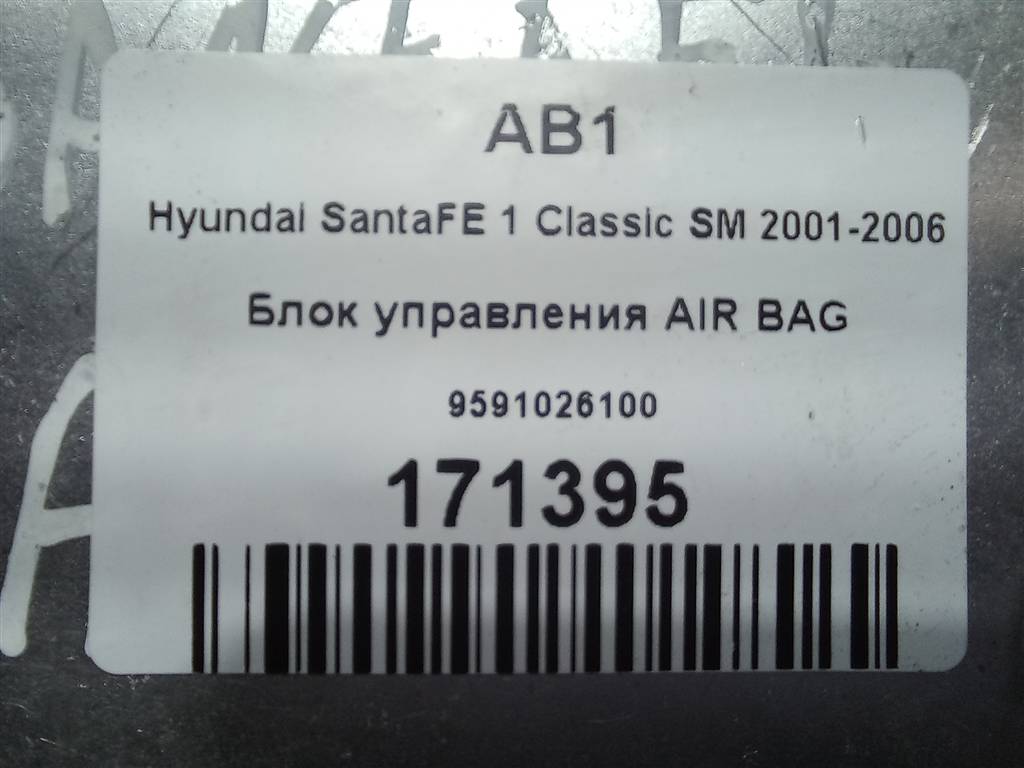 AB1
Hyundai SantaFE 1 Classic SM 2001-2006
Блок управления AIR BAG
9591026100
171395